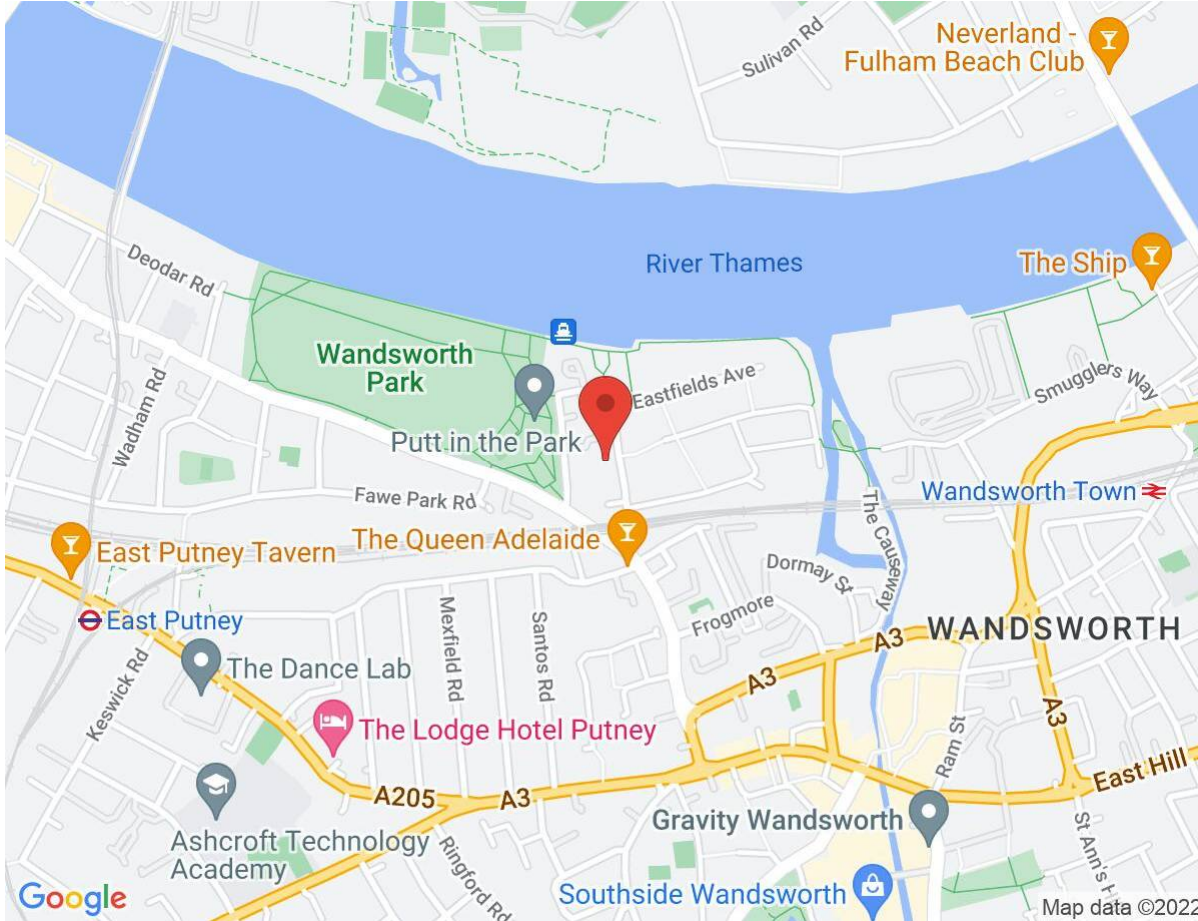 Sulivan Rd
Neverland -
Fulham Beach Club
Deodar Rd
River Thames
The Ship
Wandsworth
Park
Eastfields Ave
Smugglers Way
Wadham Rd
Putt in the Park
Fawe Park Rd
Wandsworth Town
The Queen Adelaide
East Putney Tavern
The Causeway
Dormay St
East Putney
Mexfield Rd
Santos Rd
Frogmore
A3
WANDSWORTH
The Dance Lab
Keswick Rd
A3
The Lodge Hotel Putney
A3
Ram St
East Hill
A205
A3
Gravity Wandsworth
Ashcroft Technology
Academy
Ringford Rd
St Ann's H
Southside Wandsworth
Google
Map data ©2022